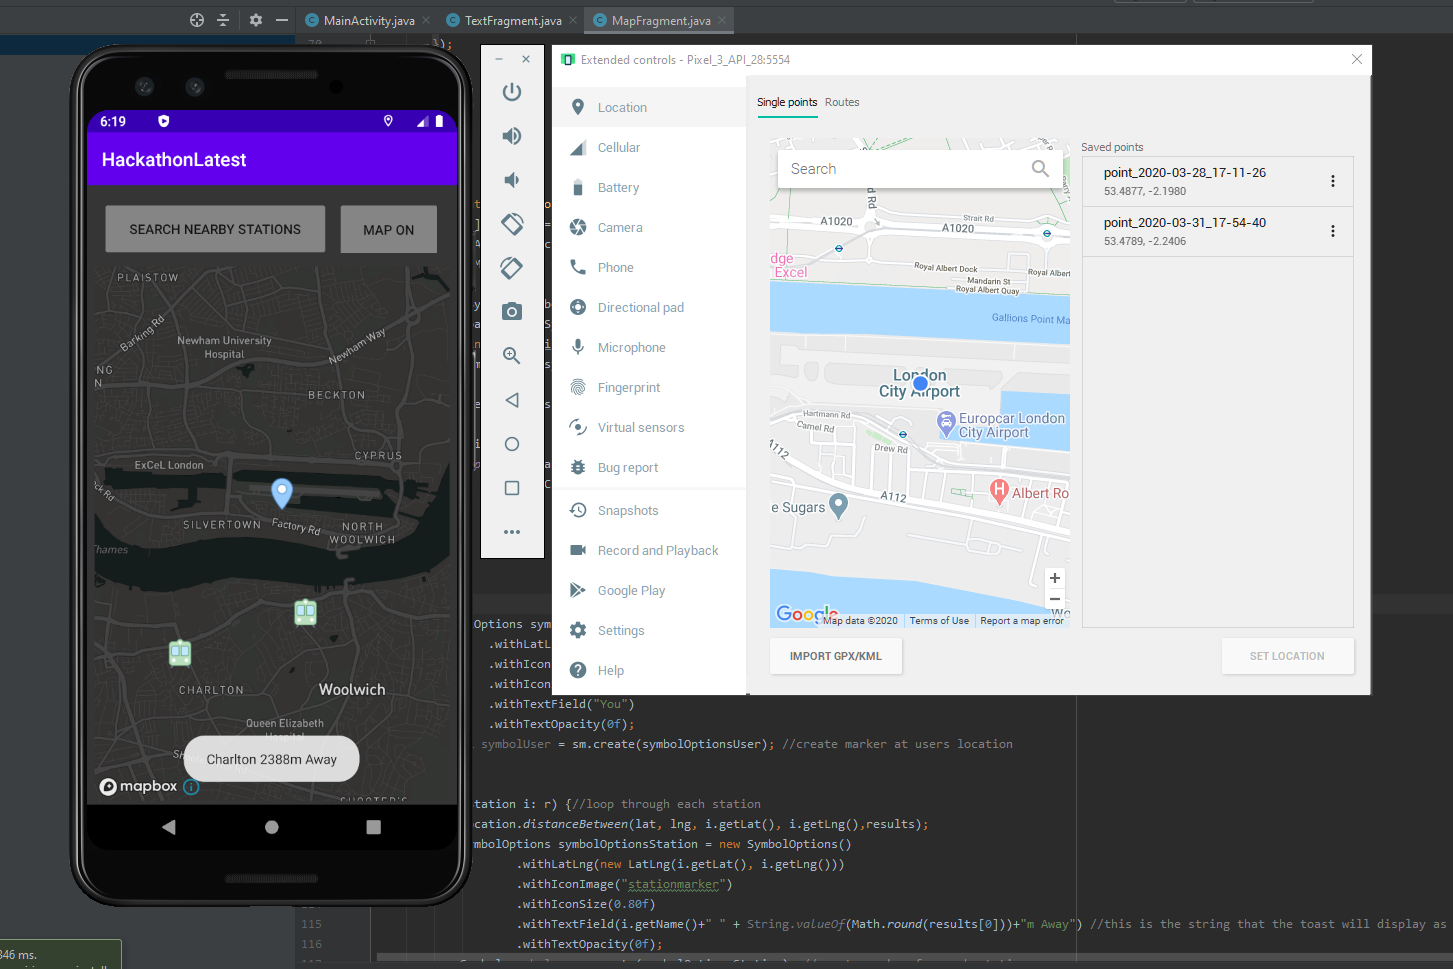 MainActivity.java
TextFragment.java
MapFragment.java
});
6:19
HackathonLatest
SEARCH NEARBY STATIONS
MAP ON
PLAISTOW
Barking Rd
Newham University
Hospital
Newham Way
NG
N
BECKTON
CYPRUS
ExCeL London
ck Rd
SILVERTOWN
Factory Rd
NORTH
WOOLWICH
Thames
CHARLTON
Woolwich
Queen Elizabeth
Hospital
Charlton 2388m Away
mapbox
SHOOTER'S
Extended controls - Pixel_3_API_28:5554
Location
Cellular
Battery
Camera
Phone
Directional pad
Microphone
Fingerprint
Virtual sensors
Bug report
Snapshots
Record and Playback
Google Play
Settings
Help
Single points
Routes
Search
A1020
A1020
Strait Rd
Rd Rd
dge
Excel
Royal Albert Dock
Royal Albert
Mandarin St
Royal Albert Quay
Gallions Point Ma
London
City Airport
Hartmann Rd
Camel Rd
Drew Rd
Europcar London
City Airport
A112
A112
Albert Ro
e Sugars
Wo
Google
Map data ©2020
Terms of Use
Report a map error
IMPORT GPX/KML
Saved points
point_2020-03-28_17-11-26
53.4877, -2.1980
point_2020-03-31_17-54-40
53.4789, -2.2406
SET LOCATION
Options sym
.withLatL
.withIcon
.withIcon
.withTextField("You")
.withTextOpacity(0f);
symbolUser = sm.create(symbolOptionsUser); //create marker at users location
tation i: r) {//loop through each station
cation.distanceBetween(lat, lng, i.getLat(), i.getLng(),results);
mbolOptions symbolOptionsStation = new SymbolOptions()
.withLatLng(new LatLng(i.getLat(), i.getLng()))
.withIconImage("stationmarker")
.withIconSize(0.80f)
115 .withTextField(i.getName()+" " + String.valueOf(Math.round(results[0]))+"m Away") //this is the string that the toast will display as
116 .withTextOpacity(0f);
346 ms.